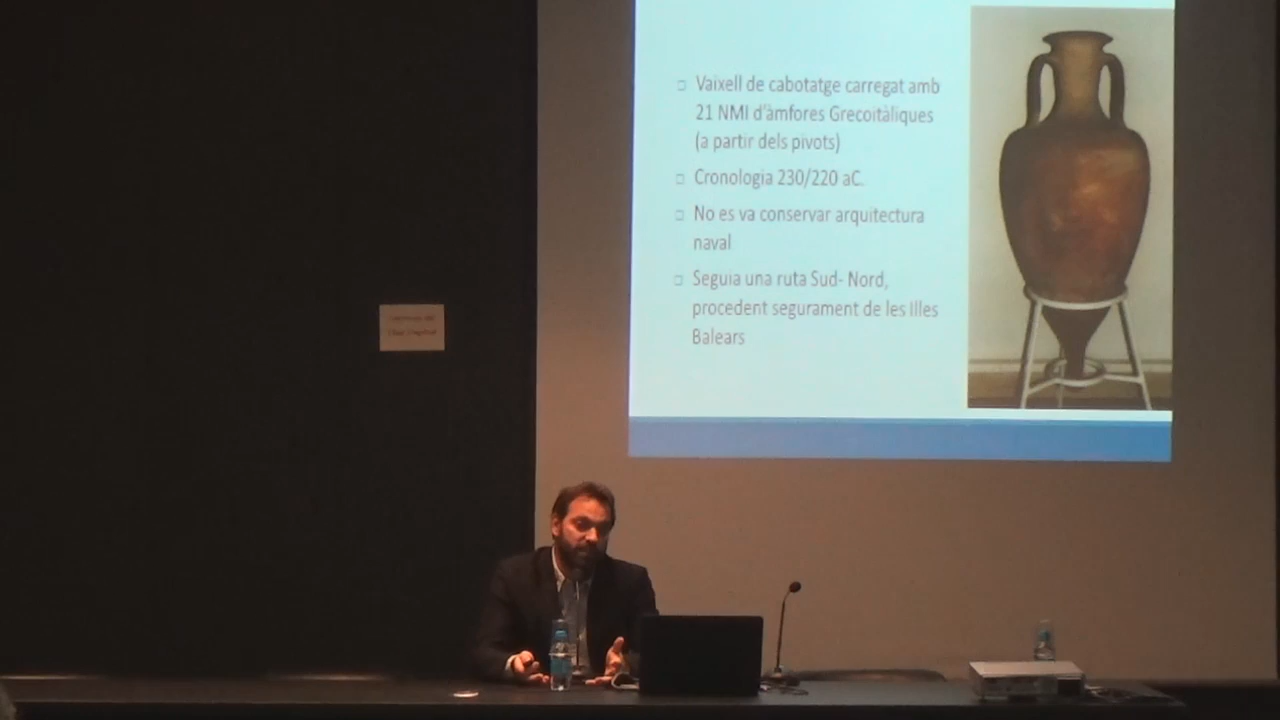 Vaixell de cabotatge carregat amb
21 NMI d'àmfores Grecoitàliques
(a partir dels pivots)
Cronologia 230/220 aC.
No es va conservar arquitectura
naval
Seguia una ruta Sud- Nord,
procedent segurament de les Illes
Balears